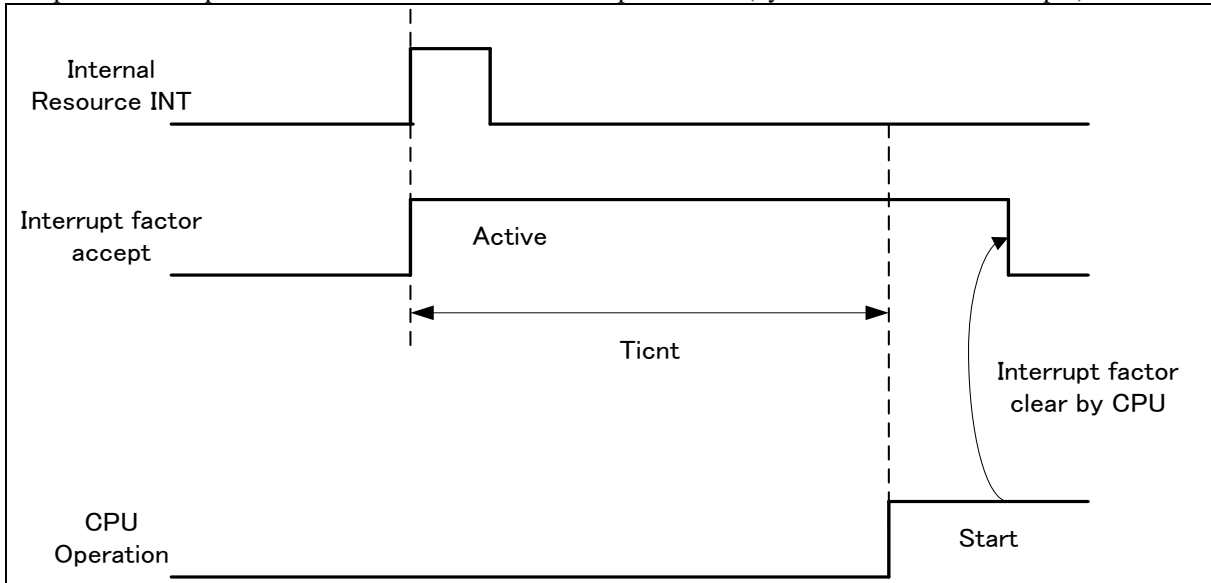 Internal
Resource INT
Interrupt factor
accept
Active
Ticnt
Interrupt factor
clear by CPU
CPU
Operation
Start